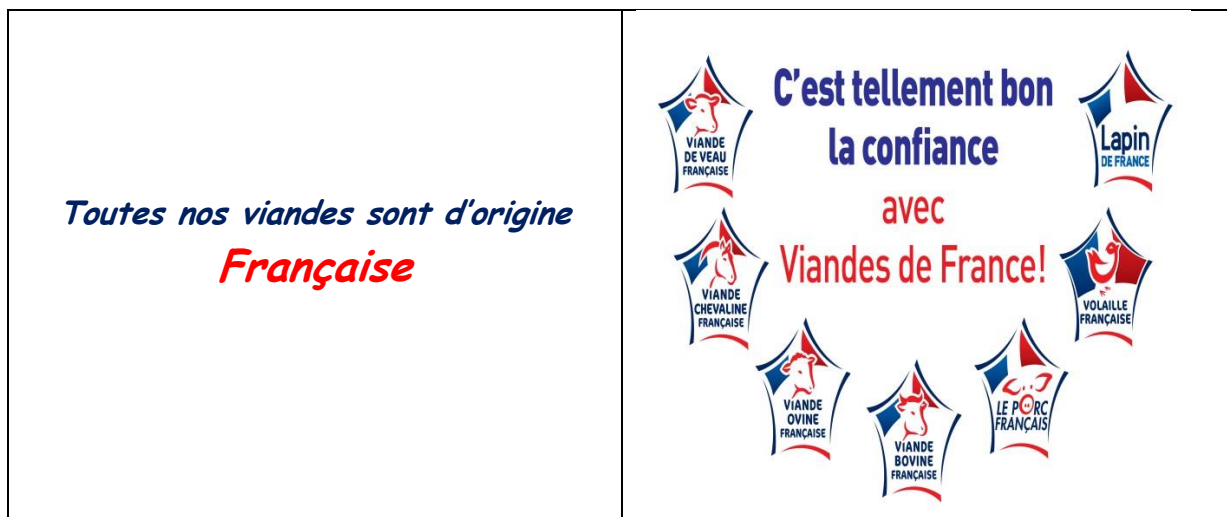 Toutes nos viandes sont d'origine
Française
C'est tellement bon
la confiance
avec
Viandes de France!
VIANDE
DE VEAU
FRANÇAISE
Lapin
DE FRANCE
VIANDE
CHEVALINE
FRANÇAISE
VOLAILLE
FRANÇAISE
VIANDE
OVINE
FRANÇAISE
VIANDE
BOVINE
FRANÇAISE
LE PORC
FRANÇAIS